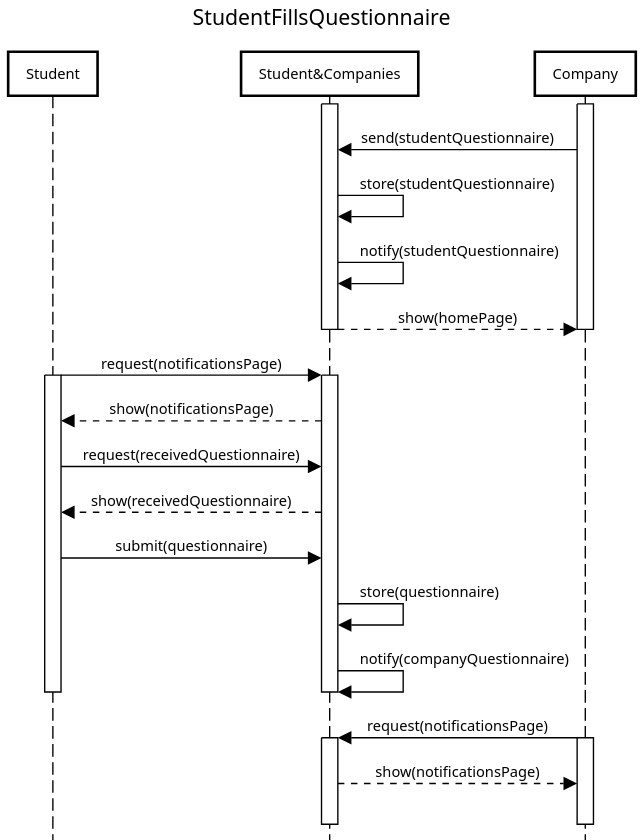 StudentFillsQuestionnaire
Student
Student&Companies
Company
send(studentQuestionnaire)
store(studentQuestionnaire)
notify(studentQuestionnaire)
show(homePage)
request(notificationsPage)
show(notificationsPage)
request(receivedQuestionnaire)
show(receivedQuestionnaire)
submit(questionnaire)
store(questionnaire)
notify(companyQuestionnaire)
request(notificationsPage)
show(notificationsPage)